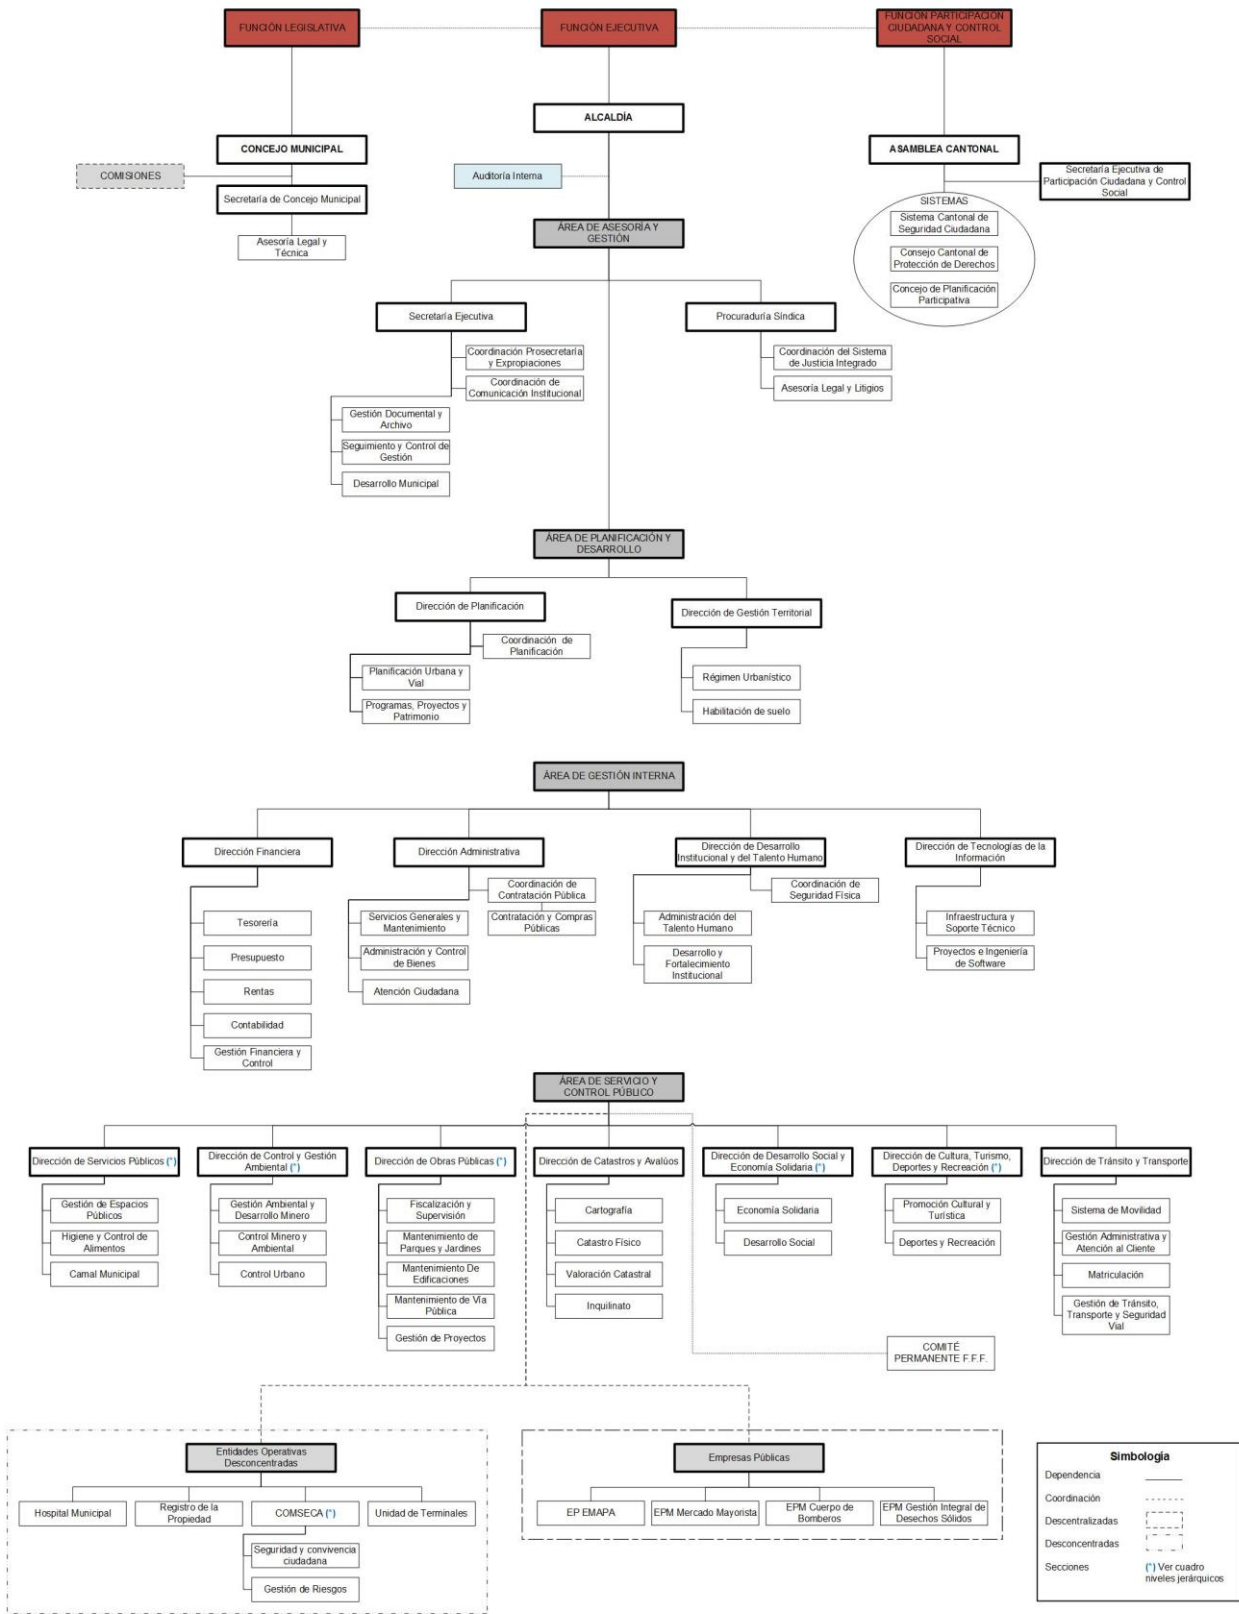 FUNCIÓN LEGISLATIVA
FUNCIÓN EJECUTIVA
FUNCIÓN PARTICIPACIÓN
CIUDADANA Y CONTROL
SOCIAL
ALCALDÍA
CONCEJO MUNICIPAL
ASAMBLEA CANTONAL
COMISIONES
Auditoría Interna
Secretaría Ejecutiva de
Participación Ciudadana y Control
Social
Secretaría de Concejo Municipal
Asesoría Legal y
Técnica
SISTEMAS
Sistema Cantonal de
Seguridad Ciudadana
Consejo Cantonal de
Protección de Derechos
Concejo de Planificación
Participativa
ÁREA DE ASESORÍA Y
GESTIÓN
Secretaría Ejecutiva
Procuraduría Síndica
Coordinación Prosecretaría
y Expropiaciones
Coordinación de
Comunicación Institucional
Coordinación del Sistema
de Justicia Integrado
Asesoría Legal y Litigios
Gestión Documental y
Archivo
Seguimiento y Control de
Gestión
Desarrollo Municipal
ÁREA DE PLANIFICACIÓN Y
DESARROLLO
Dirección de Planificación
Dirección de Gestión Territorial
Coordinación de
Planificación
Planificación Urbana y
Vial
Programas, Proyectos y
Patrimonio
Régimen Urbanístico
Habilitación de suelo
ÁREA DE GESTIÓN INTERNA
Dirección Financiera
Dirección Administrativa
Dirección de Desarrollo
Institucional y del Talento Humano
Dirección de Tecnologías de la
Información
Tesorería
Presupuesto
Rentas
Contabilidad
Gestión Financiera y
Control
Coordinación de
Contratación Pública
Contratación y Compras
Públicas
Servicios Generales y
Mantenimiento
Administración y Control
de Bienes
Atención Ciudadana
Coordinación de
Seguridad Física
Administración del
Talento Humano
Desarrollo y
Fortalecimiento
Institucional
Infraestructura y
Soporte Técnico
Proyectos e Ingeniería
de Software
ÁREA DE SERVICIO Y
CONTROL PÚBLICO
Dirección de Servicios Públicos (*)
Dirección de Control y Gestión
Ambiental (*)
Dirección de Obras Públicas (*)
Dirección de Catastros y Avalúos
Dirección de Desarrollo Social y
Economía Solidaria (*)
Dirección de Cultura, Turismo,
Deportes y Recreación (*)
Dirección de Tránsito y Transporte
Gestión de Espacios
Públicos
Higiene y Control de
Alimentos
Camal Municipal
Gestión Ambiental y
Desarrollo Minero
Control Minero y
Ambiental
Control Urbano
Fiscalización y
Supervisión
Mantenimiento de
Parques y Jardines
Mantenimiento De
Edificaciones
Mantenimiento de Vía
Pública
Gestión de Proyectos
Cartografía
Catastro Físico
Valoración Catastral
Inquilinato
Economía Solidaria
Desarrollo Social
Promoción Cultural y
Turística
Deportes y Recreación
Sistema de Movilidad
Gestión Administrativa y
Atención al Cliente
Matriculación
Gestión de Tránsito,
Transporte y Seguridad
Vial
COMITÉ
PERMANENTE F.F.F.
Entidades Operativas
Desconcentradas
Hospital Municipal
Registro de la
Propiedad
COMSECA (*)
Unidad de Terminales
Seguridad y convivencia
ciudadana
Gestión de Riesgos
Empresas Públicas
EP EMAPA
EPM Mercado Mayorista
EPM Cuerpo de
Bomberos
EPM Gestión Integral de
Desechos Sólidos
Simbología
Dependencia
Coordinación
Descentralizadas
Desconcentradas
Secciones
(*) Ver cuadro
niveles jerárquicos